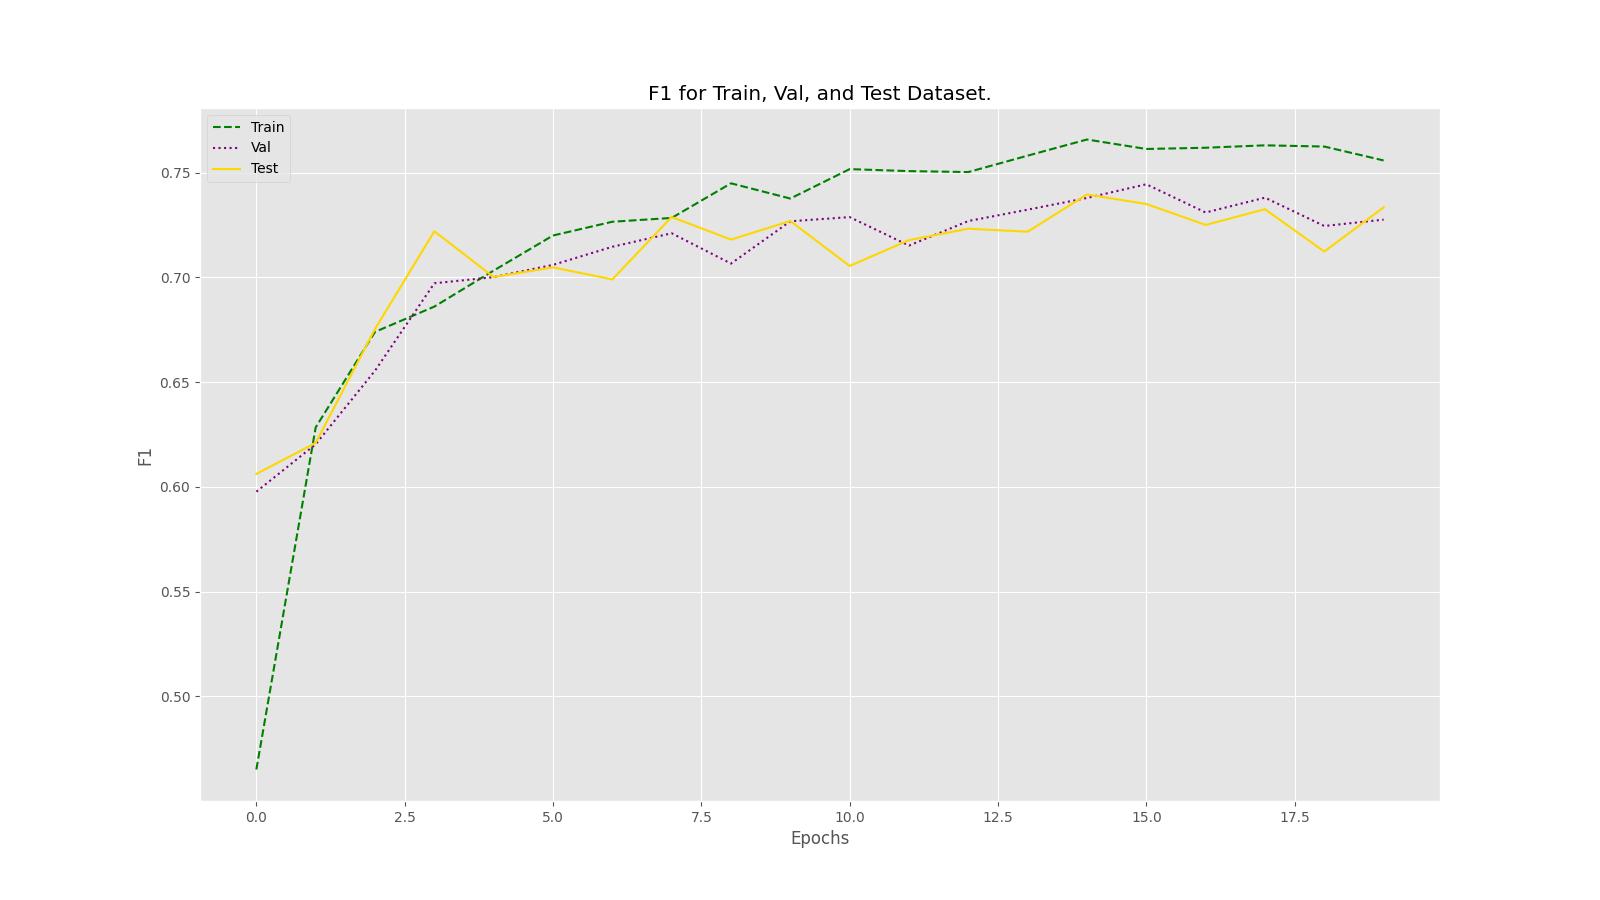 F1 for Train, Val, and Test Dataset.
Train
Val
Test
0.75
0.70
0.65
0.60
0.55
0.50
F1
0.0 2.5 5.0 7.5 10.0 12.5 15.0 17.5
Epochs